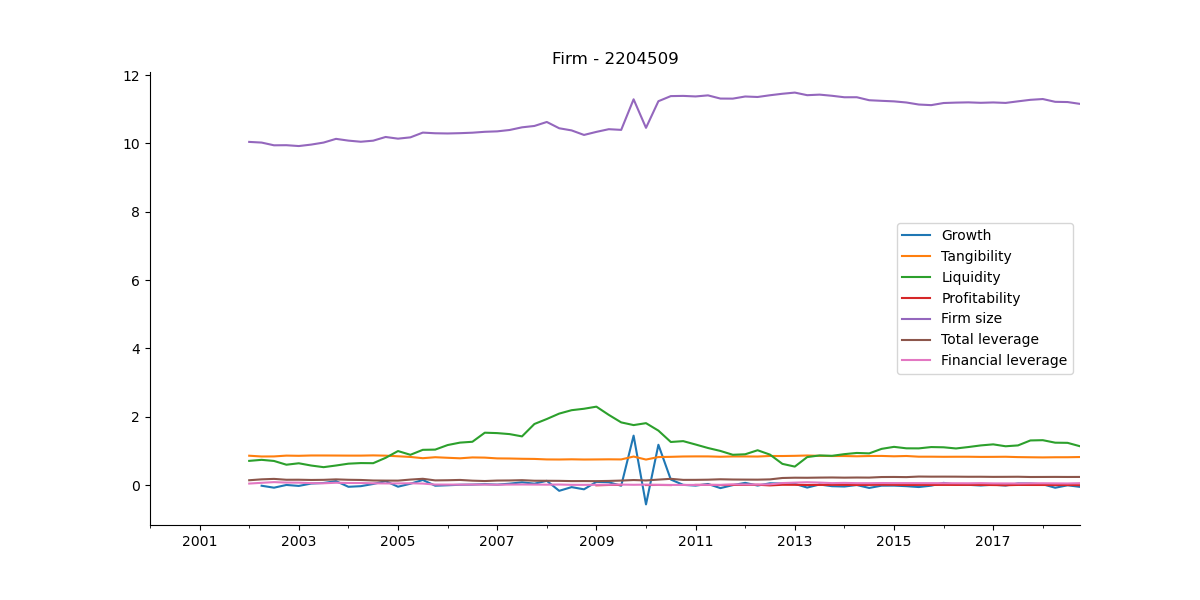 Firm - 2204509
12
10
8
6
4
2
0
Growth
Tangibility
Liquidity
Profitability
Firm size
Total leverage
Financial leverage
2001 2003 2005 2007 2009 2011 2013 2015 2017